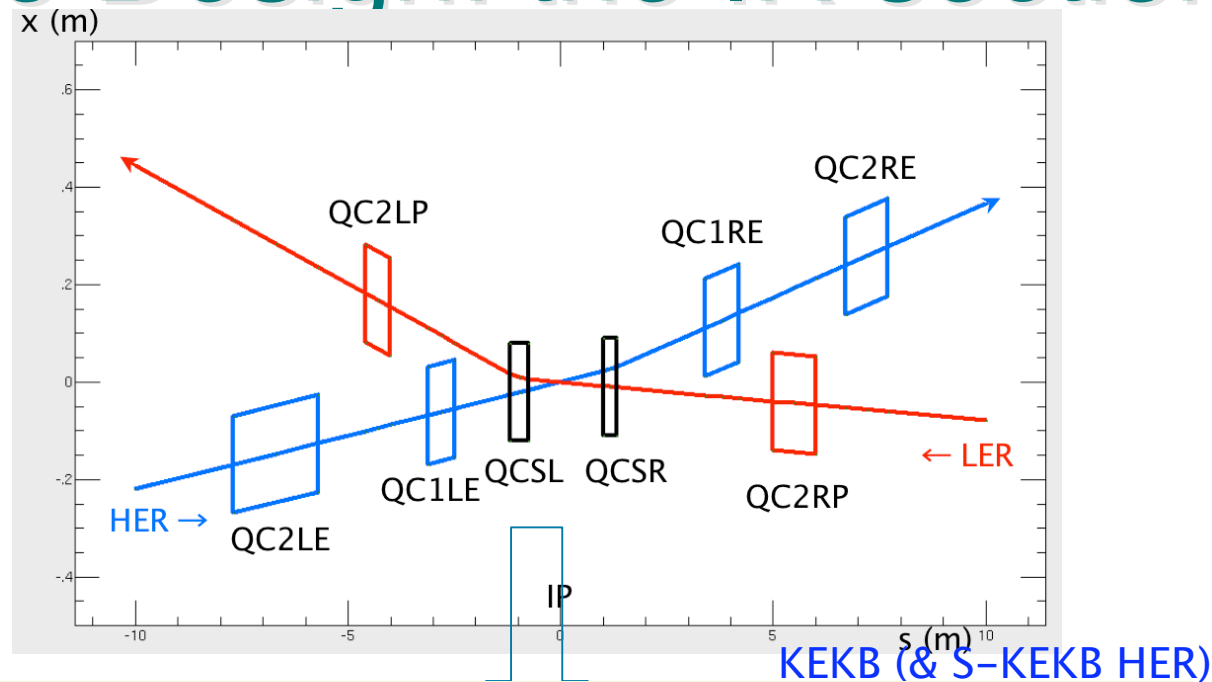 x (m)
.6
.4
.2
0
-.2
-.4
QC2RE
QC2LP
QC1RE
← LER
QCSL QCSR
QC1LE
QC2RP
HER →
QC2LE
IP
-10 -5 0 5 10
s (m)
KEKB (& S-KEKB HER)